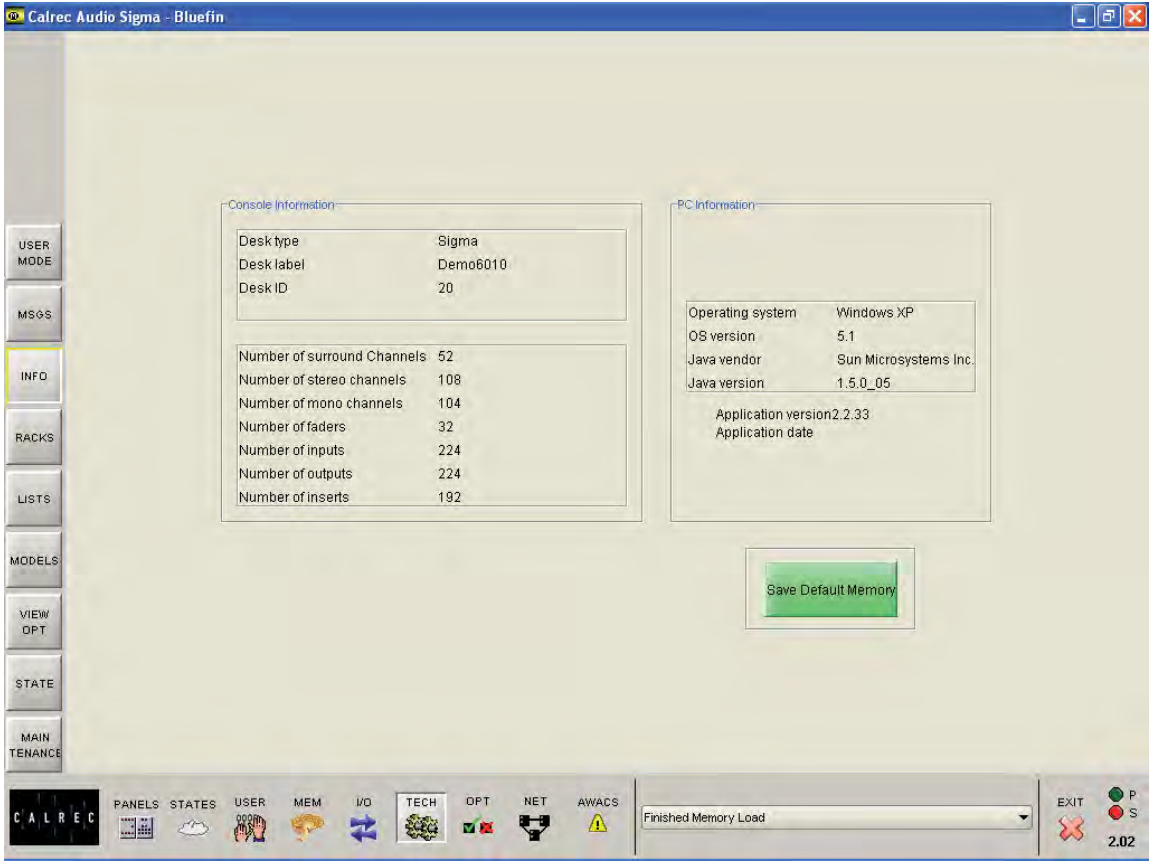 Calrec Audio Sigma - Bluefin
USER
MODE
MSGS
INFO
RACKS
LISTS
MODELS
VIEW
OPT
STATE
MAIN
TENANCE
Console Information
Desk type Sigma
Desk label Demo6010
Desk ID 20
Number of surround Channels 52
Number of stereo channels 108
Number of mono channels 104
Number of faders 32
Number of inputs 224
Number of outputs 224
Number of inserts 192
PC Information
Operating system Windows XP
OS version 5.1
Java vendor Sun Microsystems Inc.
Java version 1.5.0_05
Application version2.2.33
Application date
Save Default Memory
CALREC
PANELS STATES USER MEM I/O TECH OPT NET AWACS
Finished Memory Load
EXIT
P
S
2.02